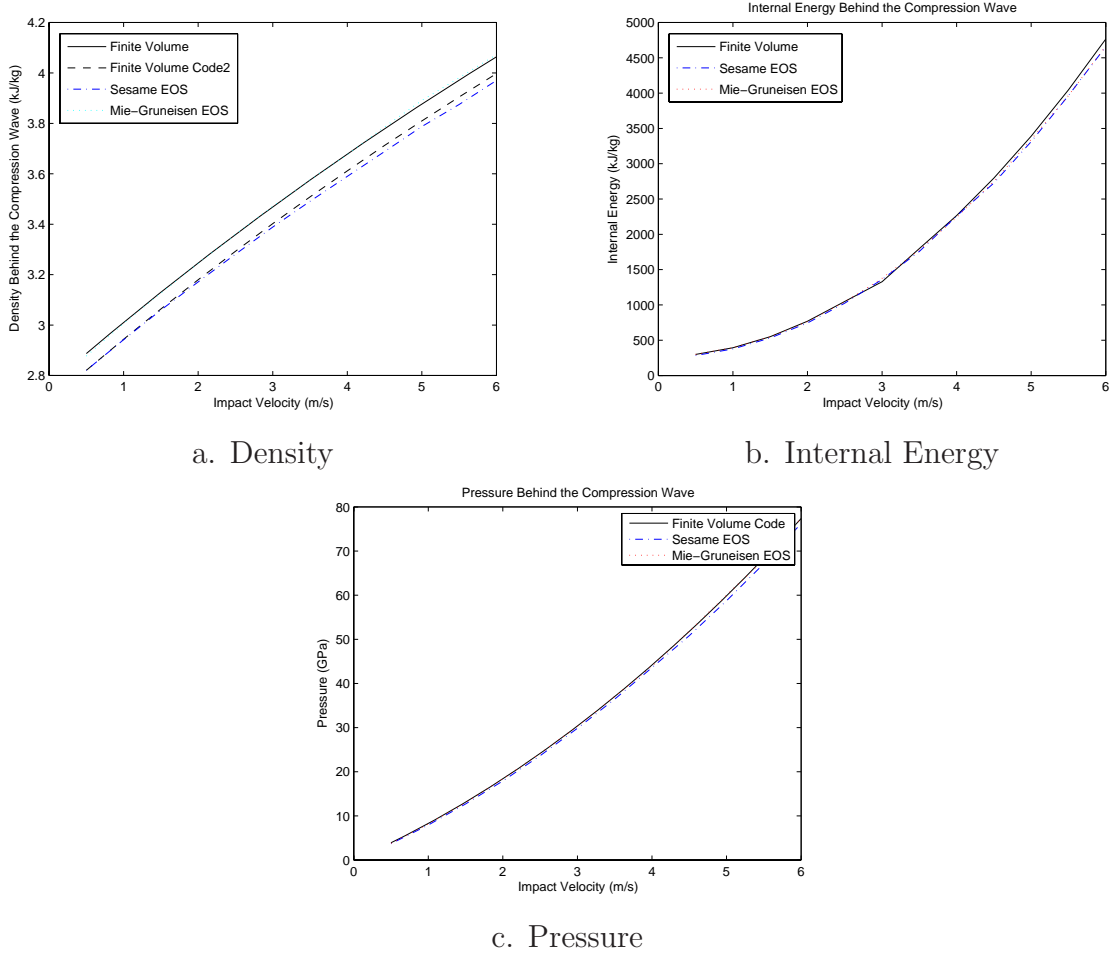 4.2
4
3.8
3.6
3.4
3.2
3
2.8
0
1
2
3
4
5
6
Density Behind the Compression Wave (kJ/kg)
Impact Velocity (m/s)
Finite Volume
Finite Volume Code2
Sesame EOS
Mie-Gruneisen EOS
a. Density
Internal Energy Behind the Compression Wave
5000
4500
4000
3500
3000
2500
2000
1500
1000
500
0
0
1
2
3
4
5
6
Internal Energy (kJ/kg)
Impact Velocity (m/s)
Finite Volume
Sesame EOS
Mie-Gruneisen EOS
b. Internal Energy
Pressure Behind the Compression Wave
80
70
60
50
40
30
20
10
0
0
1
2
3
4
5
6
Pressure (GPa)
Impact Velocity (m/s)
Finite Volume Code
Sesame EOS
Mie-Gruneisen EOS
c. Pressure